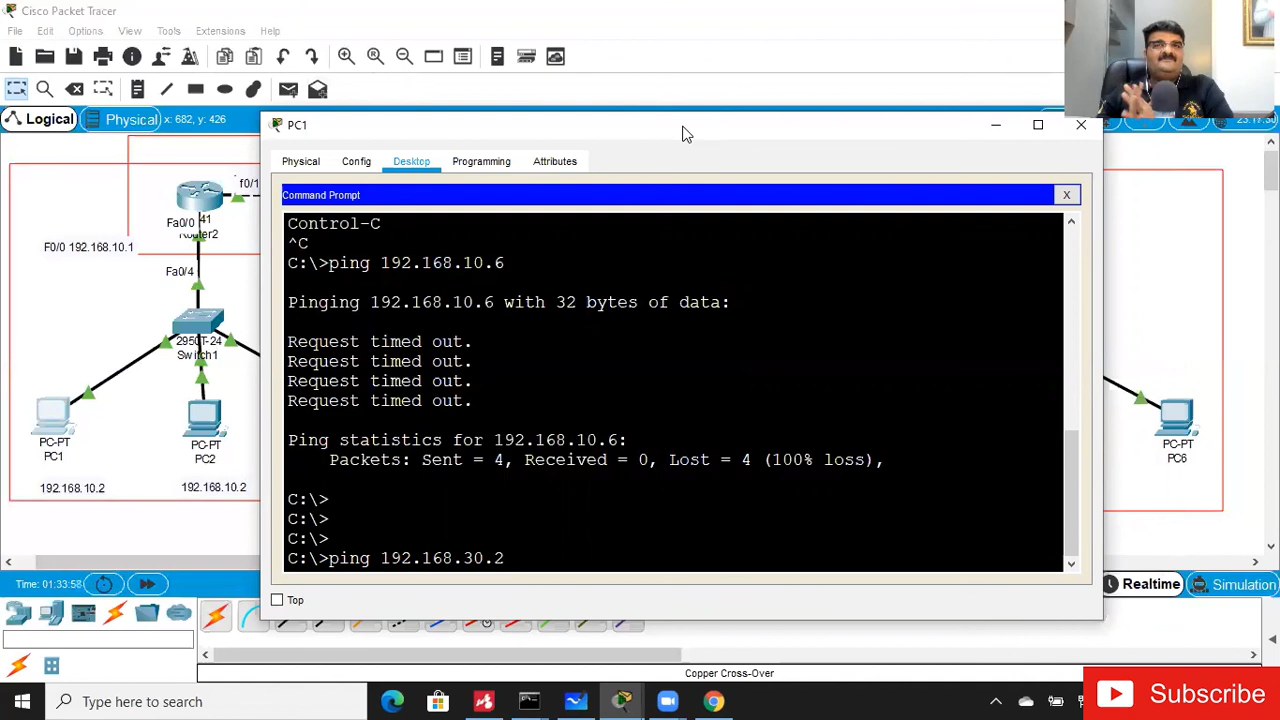 Cisco Packet Tracer
File Edit Options View Tools Extensions Help
Logical Physical x: 682, y: 426
PC1
Physical Config Desktop Programming Attributes
Command Prompt X
Control-C
^C
C:\>ping 192.168.10.6
Pinging 192.168.10.6 with 32 bytes of data:
Request timed out.
Request timed out.
Request timed out.
Request timed out.
Ping statistics for 192.168.10.6:
Packets: Sent = 4, Received = 0, Lost = 4 (100% loss),
C:\>
C:\>
C:\>
C:\>ping 192.168.30.2
Top
f0/1
Fa0/0 41
Router2
F0/0 192.168.10.1
Fa0/4
2950T-24
Switch1
PC-PT
PC1
192.168.10.2
PC-PT
PC2
192.168.10.2
PC-PT
PC6
Time: 01:33:58
Realtime Simulation
Copper Cross-Over
Type here to search
Subscribe